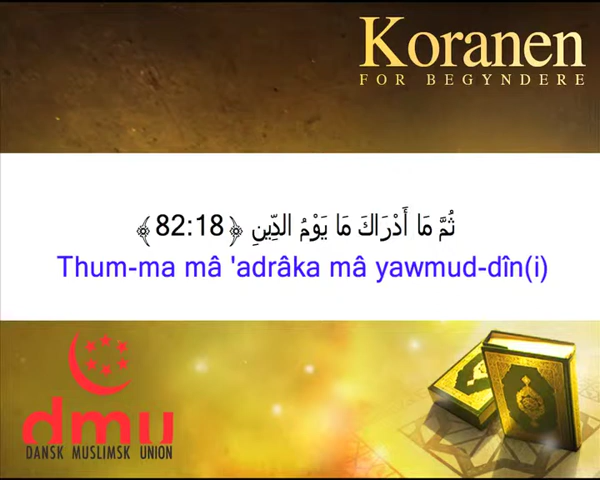 Koranen
FOR BEGYNDERE
ثُمَّ مَا أَدْرَاكَ مَا يَوْمُ الدِّينِ ﴿82:18﴾
Thum-ma mâ 'adrâka mâ yawmud-dîn(i)
dmu
DANSK MUSLIMSK UNION